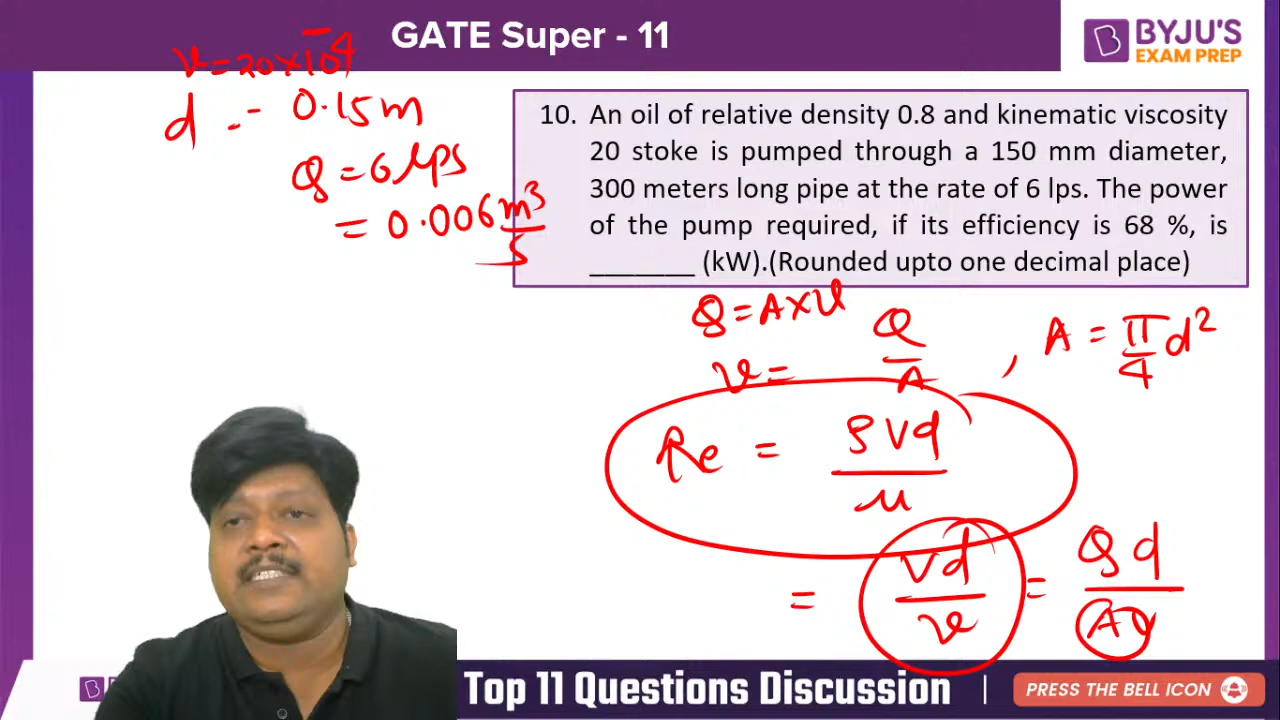 GATE Super - 11
BYJU'S
EXAM PREP
ν = 20 × 10⁻⁴
d = 0.15 m
Q = 6 lps
= 0.006 m³/s
10. An oil of relative density 0.8 and kinematic viscosity
20 stoke is pumped through a 150 mm diameter,
300 meters long pipe at the rate of 6 lps. The power
of the pump required, if its efficiency is 68 %, is
________ (kW).(Rounded upto one decimal place)
Q = A × v
v = Q/A , A = π/4 d²
Re = ρVd/μ
= Vd/ν = Qd/Aν
Top 11 Questions Discussion
PRESS THE BELL ICON